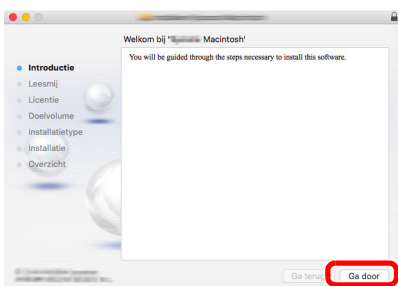 Welkom bij " Macintosh'
Introductie
Leesmij
Licentie
Doelvolume
Installatietype
Installatie
Overzicht
You will be guided through the steps necessary to install this software.
Ga terug
Ga door